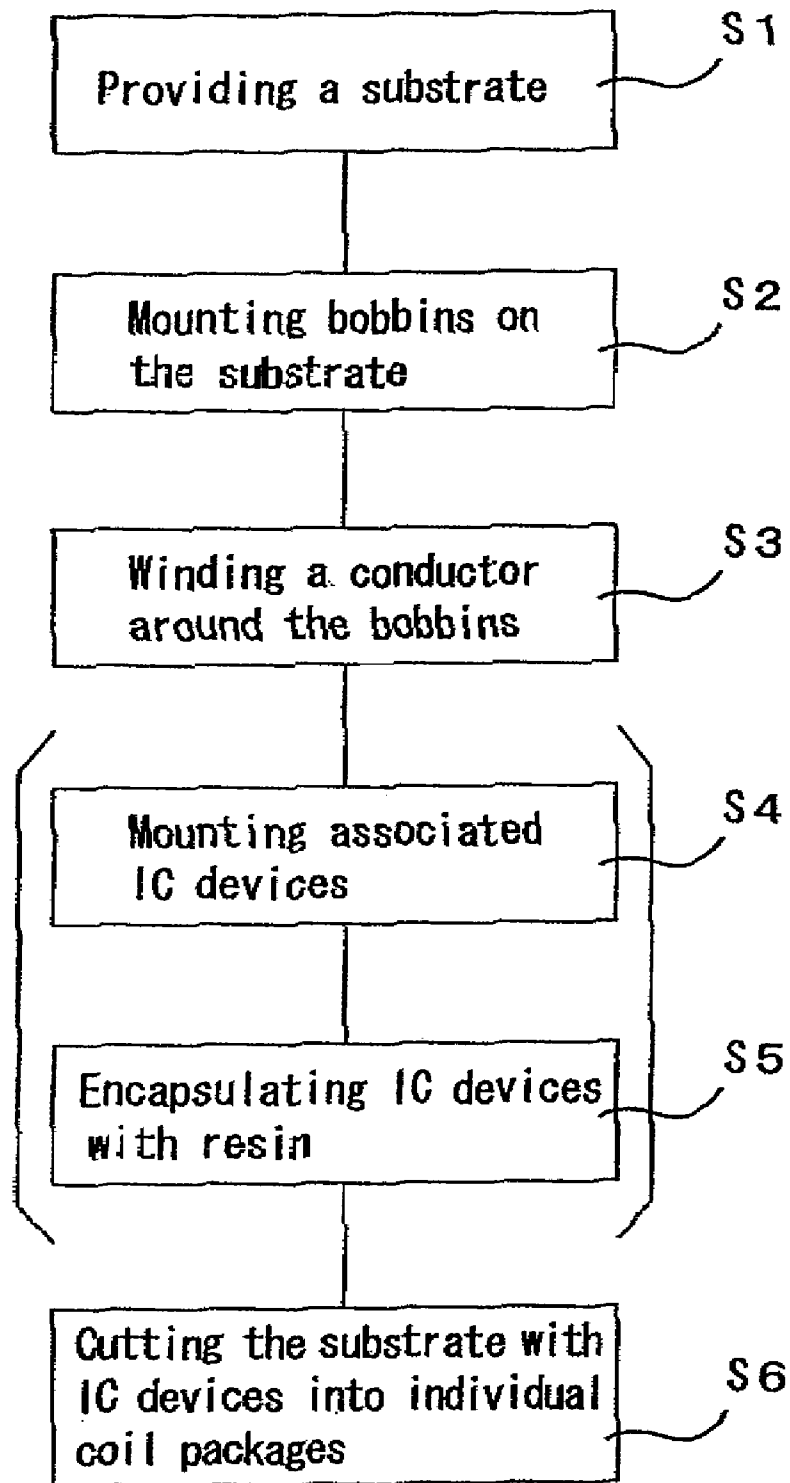 S1
Providing a substrate
S2
Mounting bobbins on
the substrate
S3
Winding a conductor
around the bobbins
S4
Mounting associated
IC devices
S5
Encapsulating IC devices
with resin
S6
Cutting the substrate with
IC devices into individual
coil packages